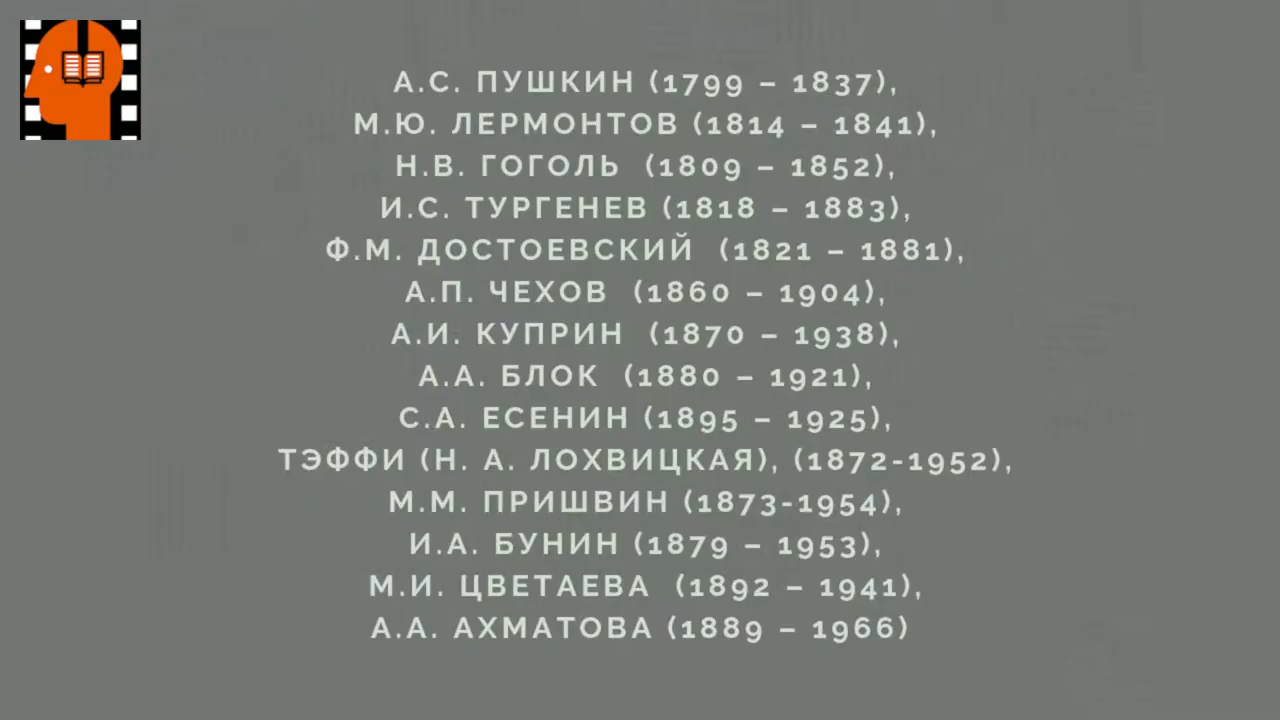 А.С. ПУШКИН (1799 – 1837),
М.Ю. ЛЕРМОНТОВ (1814 – 1841),
Н.В. ГОГОЛЬ (1809 – 1852),
И.С. ТУРГЕНЕВ (1818 – 1883),
Ф.М. ДОСТОЕВСКИЙ (1821 – 1881),
А.П. ЧЕХОВ (1860 – 1904),
А.И. КУПРИН (1870 – 1938),
А.А. БЛОК (1880 – 1921),
С.А. ЕСЕНИН (1895 – 1925),
ТЭФФИ (Н. А. ЛОХВИЦКАЯ), (1872-1952),
М.М. ПРИШВИН (1873-1954),
И.А. БУНИН (1879 – 1953),
М.И. ЦВЕТАЕВА (1892 – 1941),
А.А. АХМАТОВА (1889 – 1966)